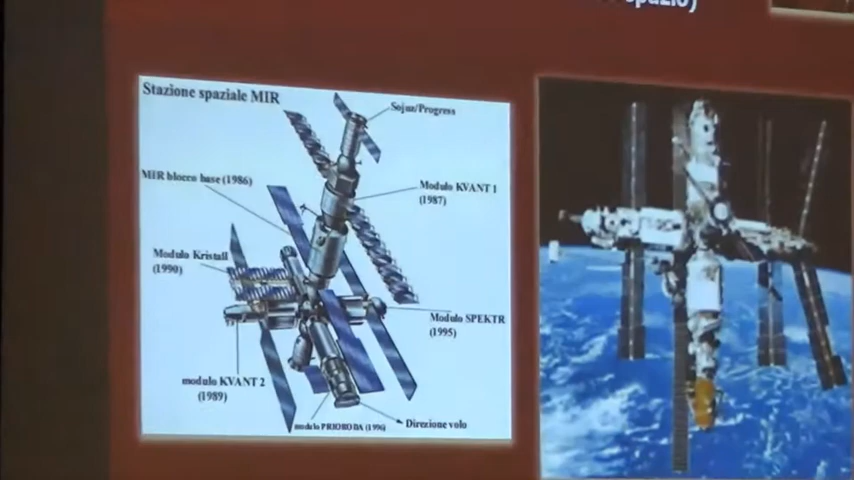 spazio)
Stazione spaziale MIR
Sojuz/Progress
MIR blocco base (1986)
Modulo KVANT 1
(1987)
Modulo Kristall
(1990)
Modulo SPEKTR
(1995)
modulo KVANT 2
(1989)
modulo PRIORODA (1996)
Direzione volo